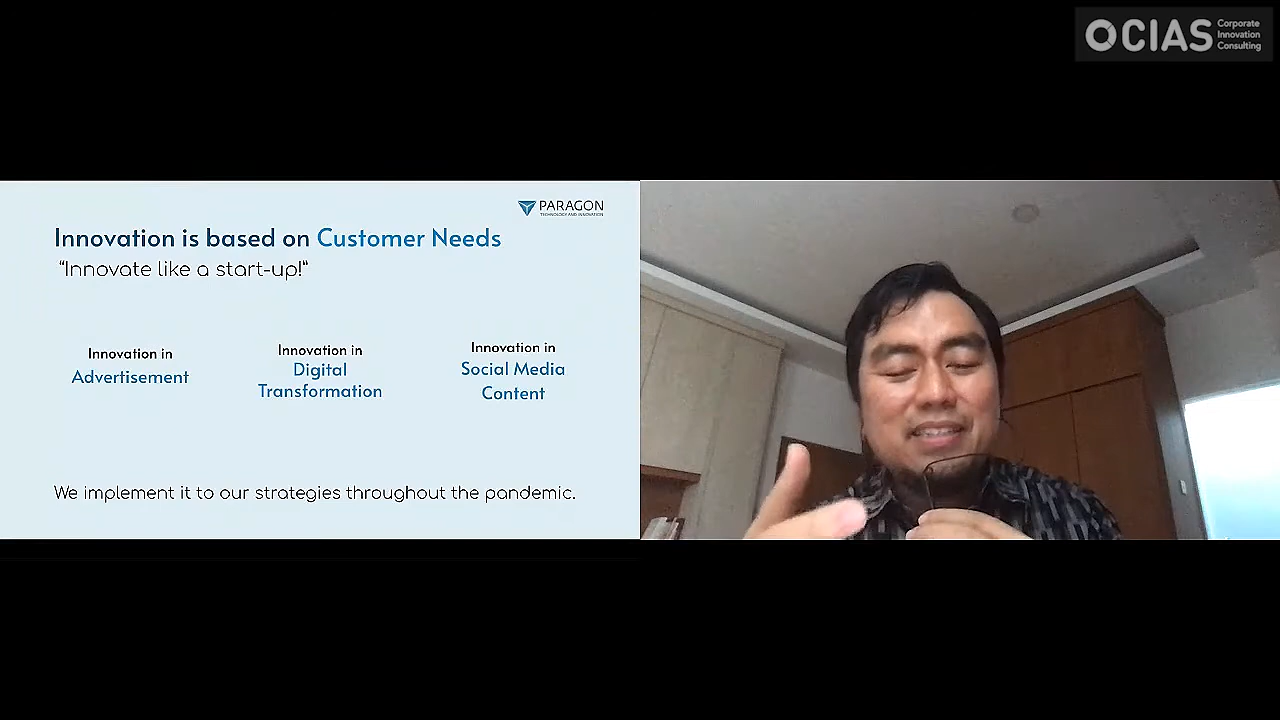 OCIAS
Corporate
Innovation
Consulting
PARAGON
TECHNOLOGY AND INNOVATION
Innovation is based on Customer Needs
“Innovate like a start-up!”
Innovation in
Advertisement
Innovation in
Digital
Transformation
Innovation in
Social Media
Content
We implement it to our strategies throughout the pandemic.